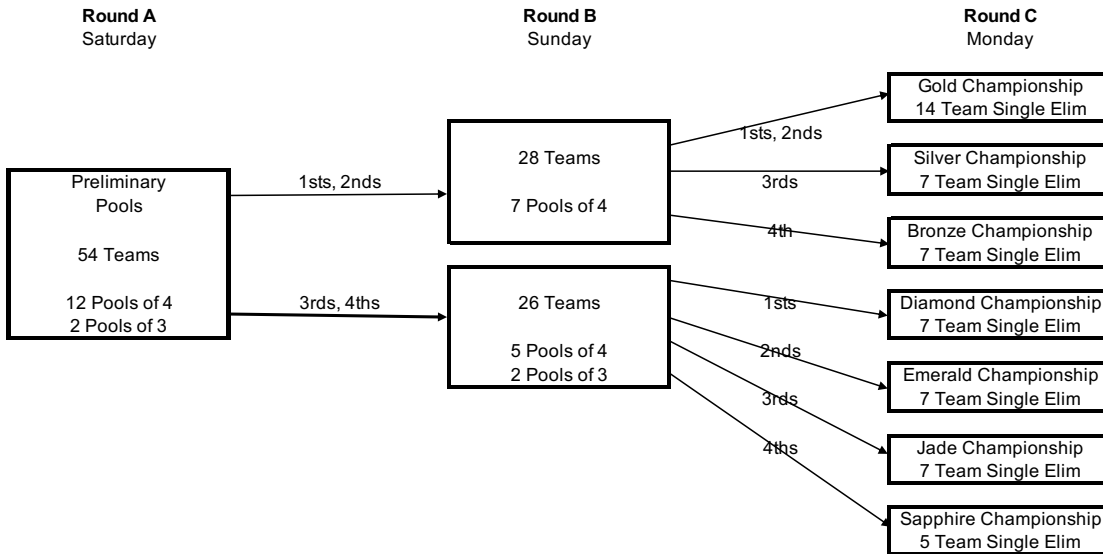 Round A
Saturday
Round B
Sunday
Round C
Monday
Preliminary
Pools
54 Teams
12 Pools of 4
2 Pools of 3
1sts, 2nds
3rds, 4ths
28 Teams
7 Pools of 4
26 Teams
5 Pools of 4
2 Pools of 3
1sts, 2nds
3rds
4th
1sts
2nds
3rds
4ths
Gold Championship
14 Team Single Elim
Silver Championship
7 Team Single Elim
Bronze Championship
7 Team Single Elim
Diamond Championship
7 Team Single Elim
Emerald Championship
7 Team Single Elim
Jade Championship
7 Team Single Elim
Sapphire Championship
5 Team Single Elim